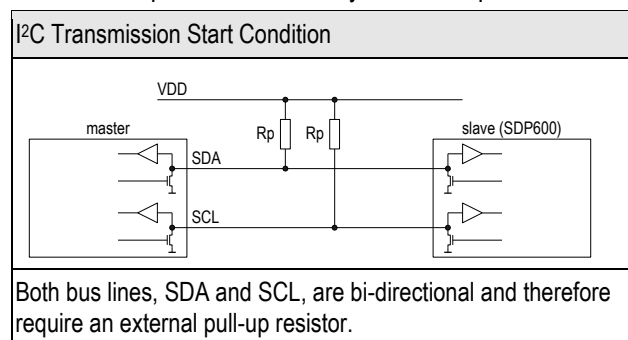 I²C Transmission Start Condition
VDD
master
Rp
Rp
slave (SDP600)
SDA
SCL
Both bus lines, SDA and SCL, are bi-directional and therefore
require an external pull-up resistor.